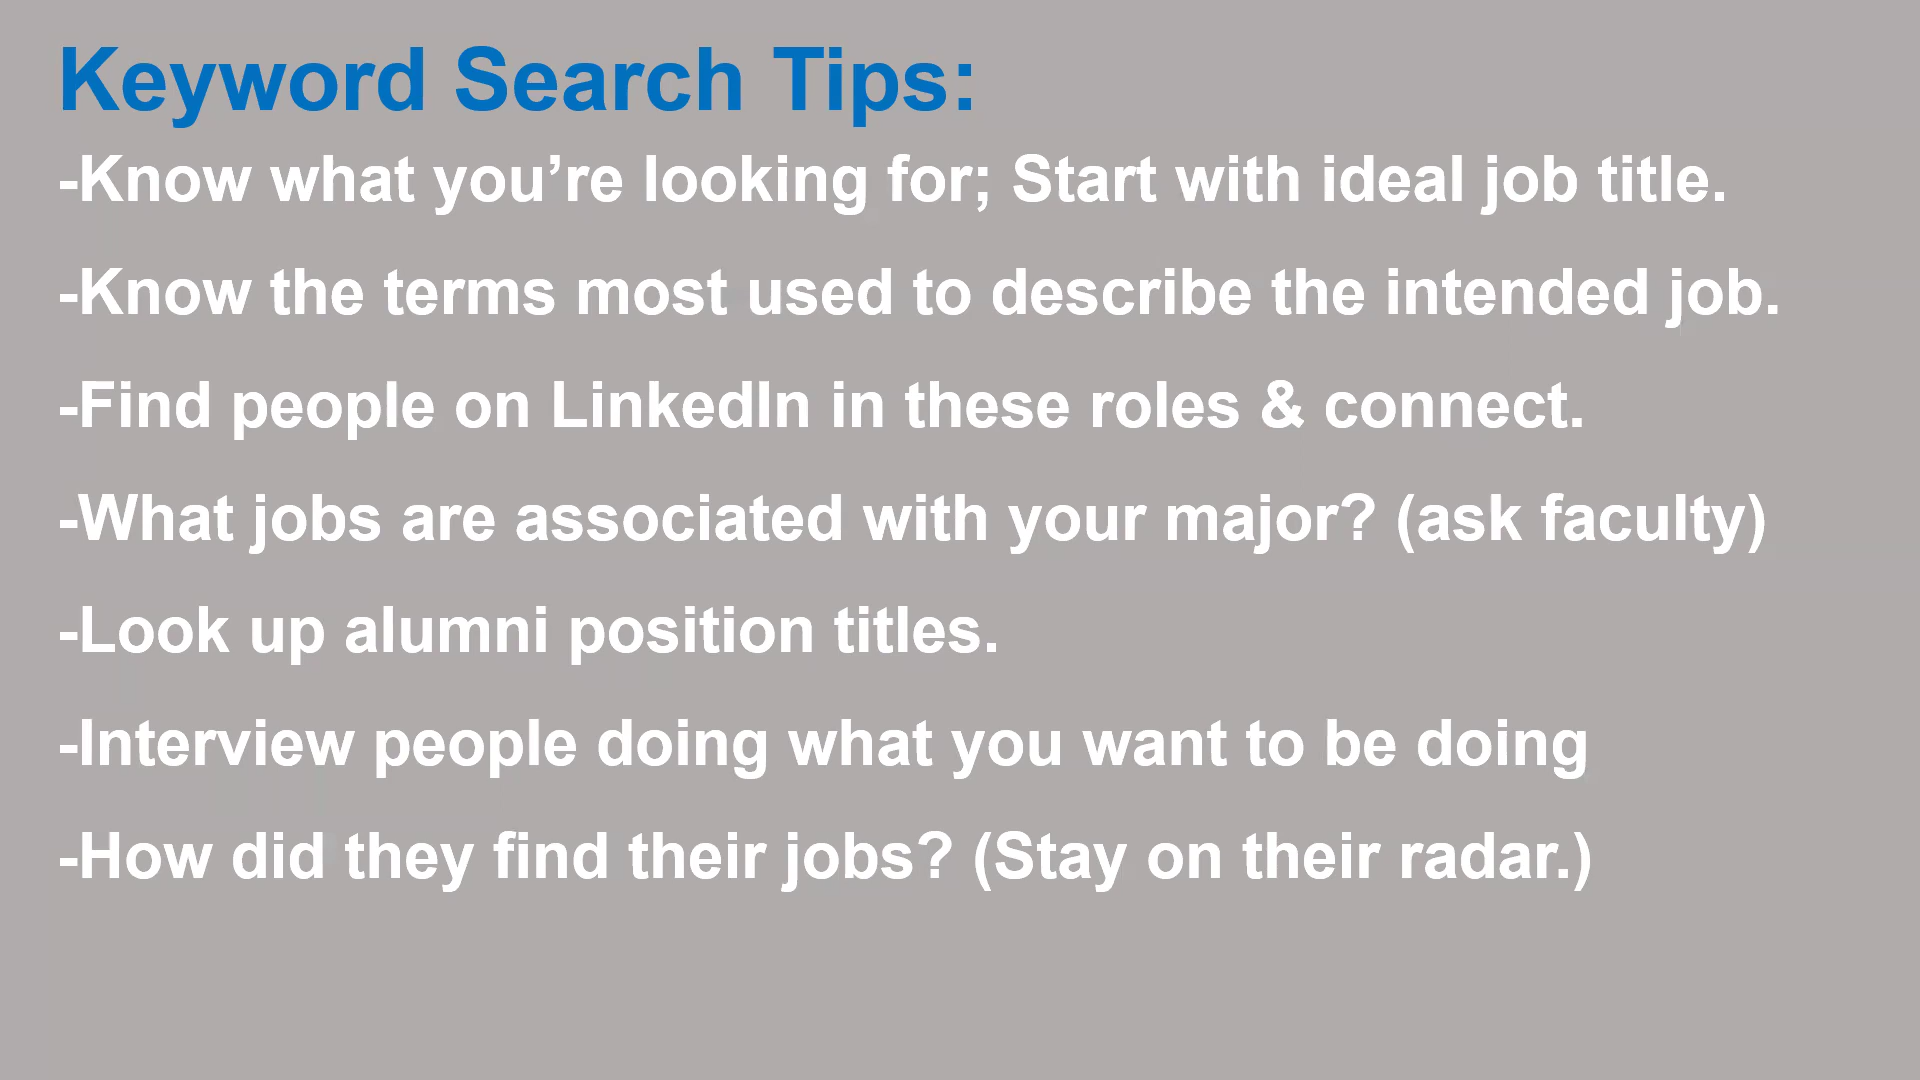 Keyword Search Tips:
-Know what you’re looking for; Start with ideal job title.
-Know the terms most used to describe the intended job.
-Find people on LinkedIn in these roles & connect.
-What jobs are associated with your major? (ask faculty)
-Look up alumni position titles.
-Interview people doing what you want to be doing
-How did they find their jobs? (Stay on their radar.)